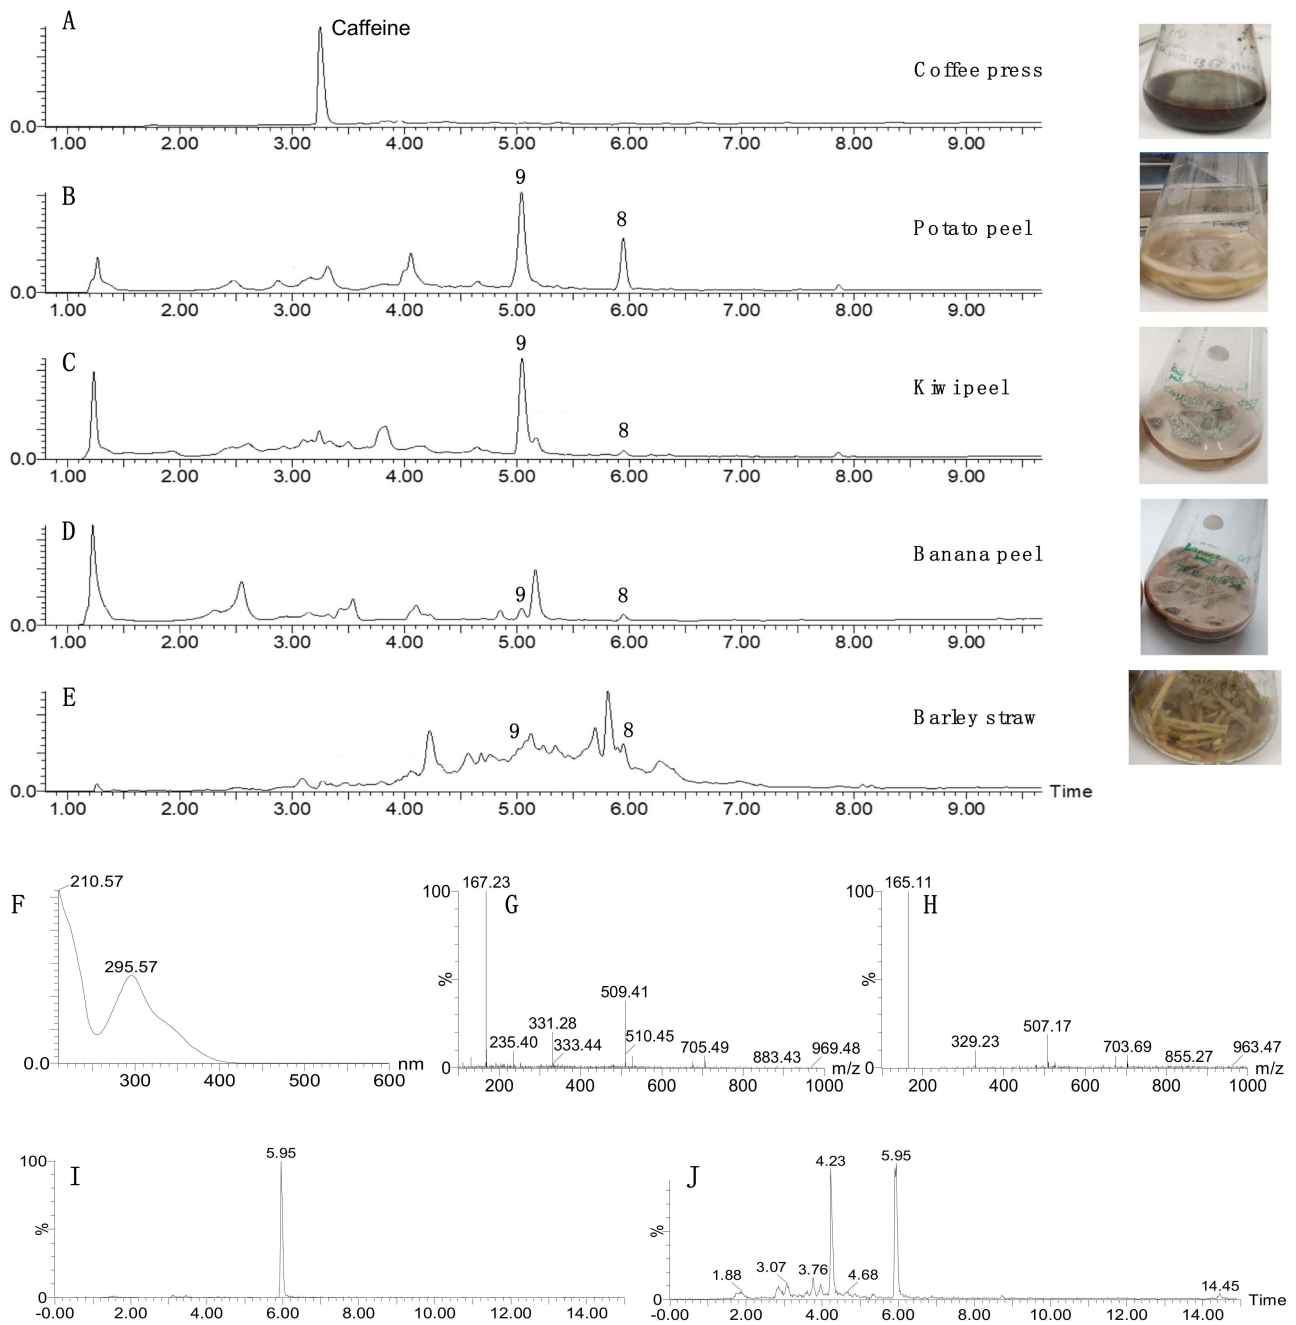 A
Caffeine
Coffee press
0.0
1.00 2.00 3.00 4.00 5.00 6.00 7.00 8.00 9.00
B
9
8
Potato peel
0.0
1.00 2.00 3.00 4.00 5.00 6.00 7.00 8.00 9.00
C
9
8
Kiwi peel
0.0
1.00 2.00 3.00 4.00 5.00 6.00 7.00 8.00 9.00
D
9
8
Banana peel
0.0
1.00 2.00 3.00 4.00 5.00 6.00 7.00 8.00 9.00
E
9
8
Barley straw
0.0
Time
1.00 2.00 3.00 4.00 5.00 6.00 7.00 8.00 9.00
F
210.57
295.57
0.0
nm
300 400 500 600
G
100
%
0
167.23
509.41
331.28
235.40
333.44
510.45
705.49
883.43
969.48
m/z
200 400 600 800 1000
H
100
%
0
165.11
507.17
329.23
703.69
855.27
963.47
m/z
200 400 600 800 1000
I
100
%
0
5.95
-0.00 2.00 4.00 6.00 8.00 10.00 12.00 14.00
J
%
0
4.23
5.95
1.88
3.07
3.76
4.68
14.45
Time
-0.00 2.00 4.00 6.00 8.00 10.00 12.00 14.00